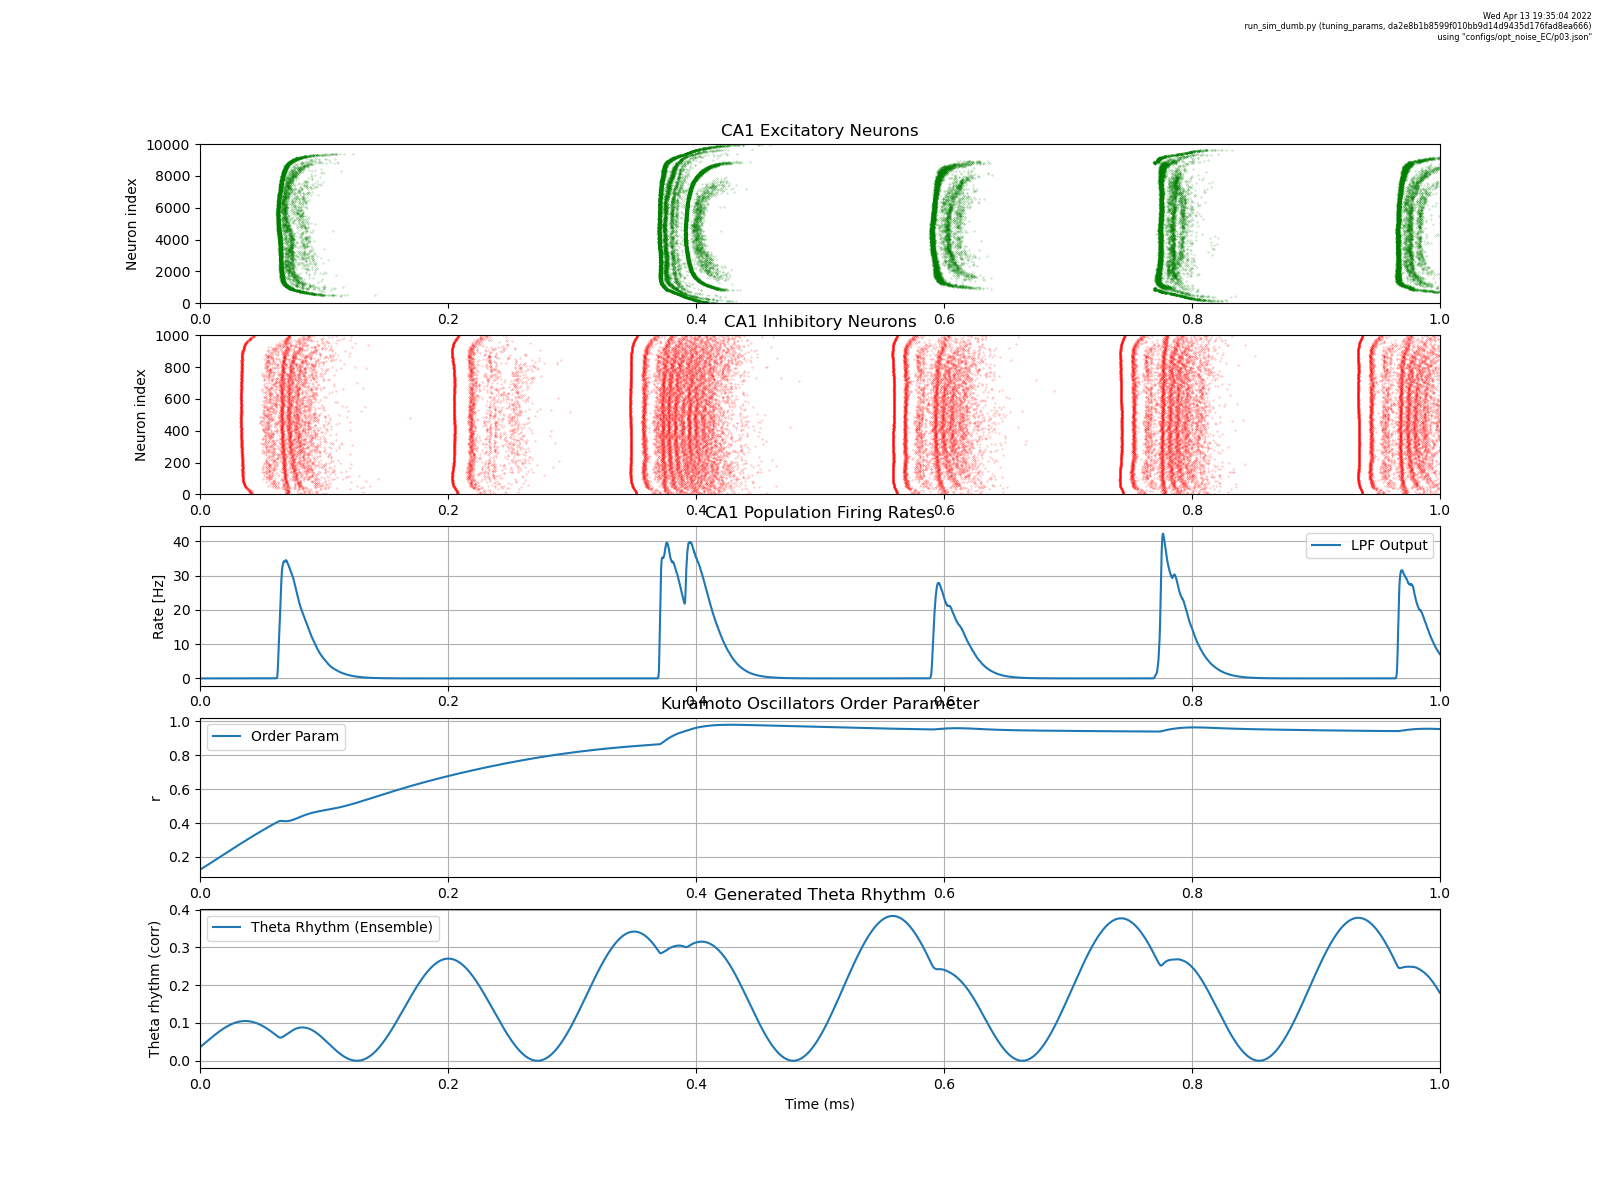 Wed Apr 13 19:35:04 2022
run_sim_dumb.py (tuning_params, da2e8b1b8599f010bb9d14d9435d176fad8ea666)
using "configs/opt_noise_EC/p03.json"
CA1 Excitatory Neurons
Neuron index
10000
8000
6000
4000
2000
0
0.0 0.2 0.4 0.6 0.8 1.0
CA1 Inhibitory Neurons
Neuron index
1000
800
600
400
200
0
0.0 0.2 0.4 0.6 0.8 1.0
CA1 Population Firing Rates
Rate [Hz]
40
30
20
10
0
LPF Output
0.0 0.2 0.4 0.6 0.8 1.0
Kuramoto Oscillators Order Parameter
r
1.0
0.8
0.6
0.4
0.2
Order Param
0.0 0.2 0.4 0.6 0.8 1.0
Generated Theta Rhythm
Theta rhythm (corr)
0.4
0.3
0.2
0.1
0.0
Theta Rhythm (Ensemble)
0.0 0.2 0.4 0.6 0.8 1.0
Time (ms)